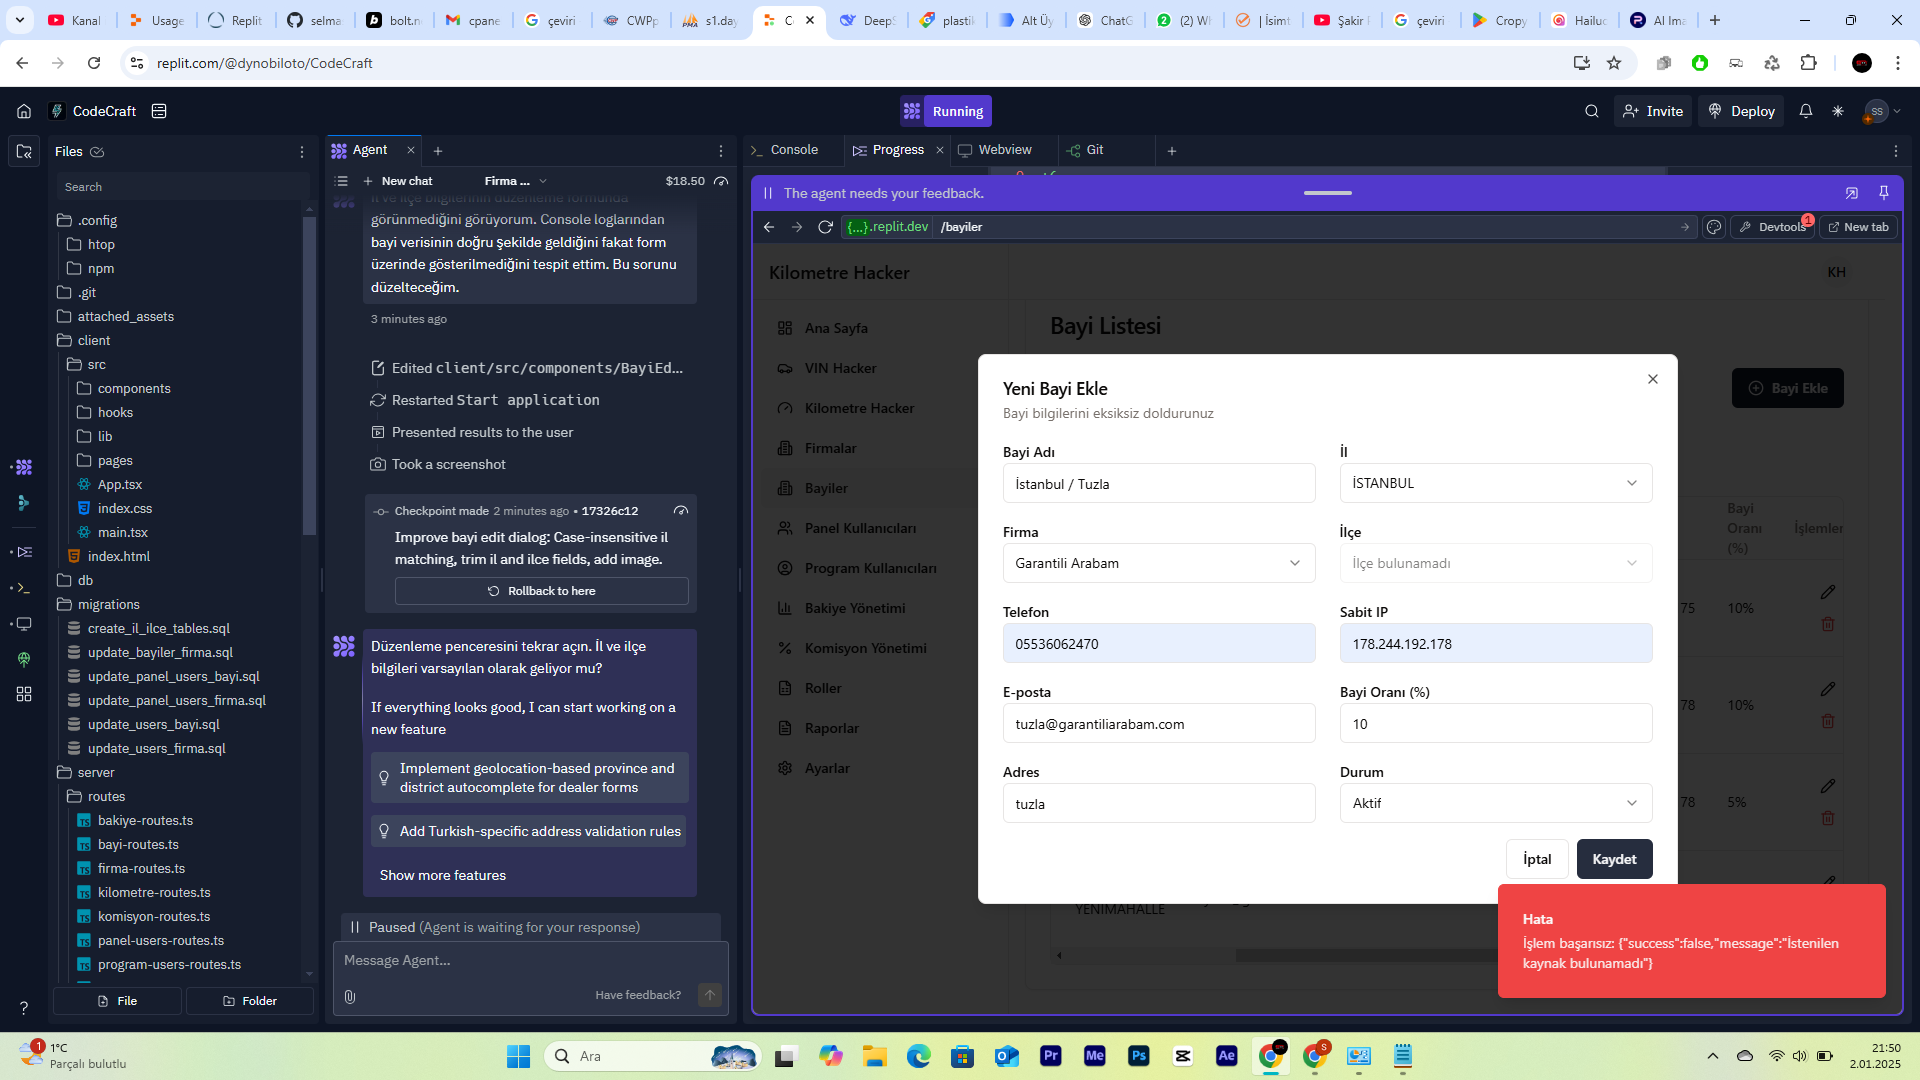 Kanal
Usage
Replit
selma
bolt.n
cpane
çeviri
CWPp
s1.day
C
DeepS
plastik
Alt Üy
ChatG
(2) W
| İsimt
Şakir
çeviri
Cropy
Hailuo
AI Ima
replit.com/@dynobiloto/CodeCraft
CodeCraft
Running
Invite
Deploy
SS
Files
Search
.config
htop
npm
.git
attached_assets
client
src
components
hooks
lib
pages
App.tsx
index.css
main.tsx
index.html
db
migrations
create_il_ilce_tables.sql
update_bayiler_firma.sql
update_panel_users_bayi.sql
update_panel_users_firma.sql
update_users_bayi.sql
update_users_firma.sql
server
routes
bakiye-routes.ts
bayi-routes.ts
firma-routes.ts
kilometre-routes.ts
komisyon-routes.ts
panel-users-routes.ts
program-users-routes.ts
File
Folder
Agent
New chat
Firma ...
$18.50
İl ve ilçe bilgilerinin düzenleme formunda
görünmediğini görüyorum. Console loglarından
bayi verisinin doğru şekilde geldiğini fakat form
üzerinde gösterilmediğini tespit ettim. Bu sorunu
düzelteceğim.
3 minutes ago
Edited client/src/components/BayiEd...
Restarted Start application
Presented results to the user
Took a screenshot
Checkpoint made 2 minutes ago • 17326c12
Improve bayi edit dialog: Case-insensitive il
matching, trim il and ilce fields, add image.
Rollback to here
Düzenleme penceresini tekrar açın. İl ve ilçe
bilgileri varsayılan olarak geliyor mu?
If everything looks good, I can start working on a
new feature
Implement geolocation-based province and
district autocomplete for dealer forms
Add Turkish-specific address validation rules
Show more features
Paused (Agent is waiting for your response)
Message Agent...
Have feedback?
Console
Progress
Webview
Git
The agent needs your feedback.
{...}.replit.dev
/bayiler
Devtools
1
New tab
Kilometre Hacker
KH
Ana Sayfa
VIN Hacker
Kilometre Hacker
Firmalar
Bayiler
Panel Kullanıcıları
Program Kullanıcıları
Bakiye Yönetimi
Komisyon Yönetimi
Roller
Raporlar
Ayarlar
Bayi Listesi
Bayi Ekle
Bayi
Oranı
(%)
İşlemler
75
10%
78
10%
78
5%
YENİMAHALLE
Yeni Bayi Ekle
Bayi bilgilerini eksiksiz doldurunuz
Bayi Adı
İstanbul / Tuzla
İl
İSTANBUL
Firma
Garantili Arabam
İlçe
İlçe bulunamadı
Telefon
05536062470
Sabit IP
178.244.192.178
E-posta
tuzla@garantiliarabam.com
Bayi Oranı (%)
10
Adres
tuzla
Durum
Aktif
İptal
Kaydet
Hata
İşlem başarısız: {"success":false,"message":"İstenilen
kaynak bulunamadı"}
1
1°C
Parçalı bulutlu
Ara
Pr
Me
Ps
Ae
S
21:50
2.01.2025